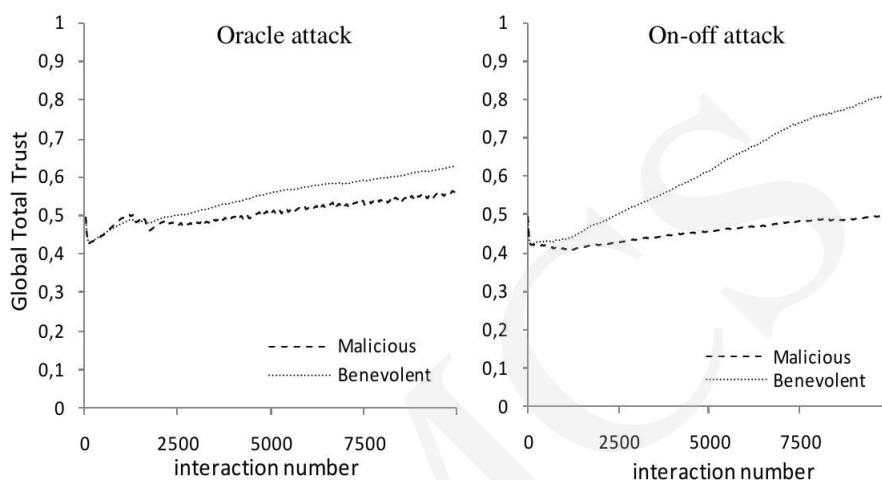 Oracle attack
Global Total Trust
1
0,9
0,8
0,7
0,6
0,5
0,4
0,3
0,2
0,1
0
Malicious
Benevolent
0 2500 5000 7500
interaction number
On-off attack
1
0,9
0,8
0,7
0,6
0,5
0,4
0,3
0,2
0,1
0
Malicious
Benevolent
0 2500 5000 7500
interaction number
MCS